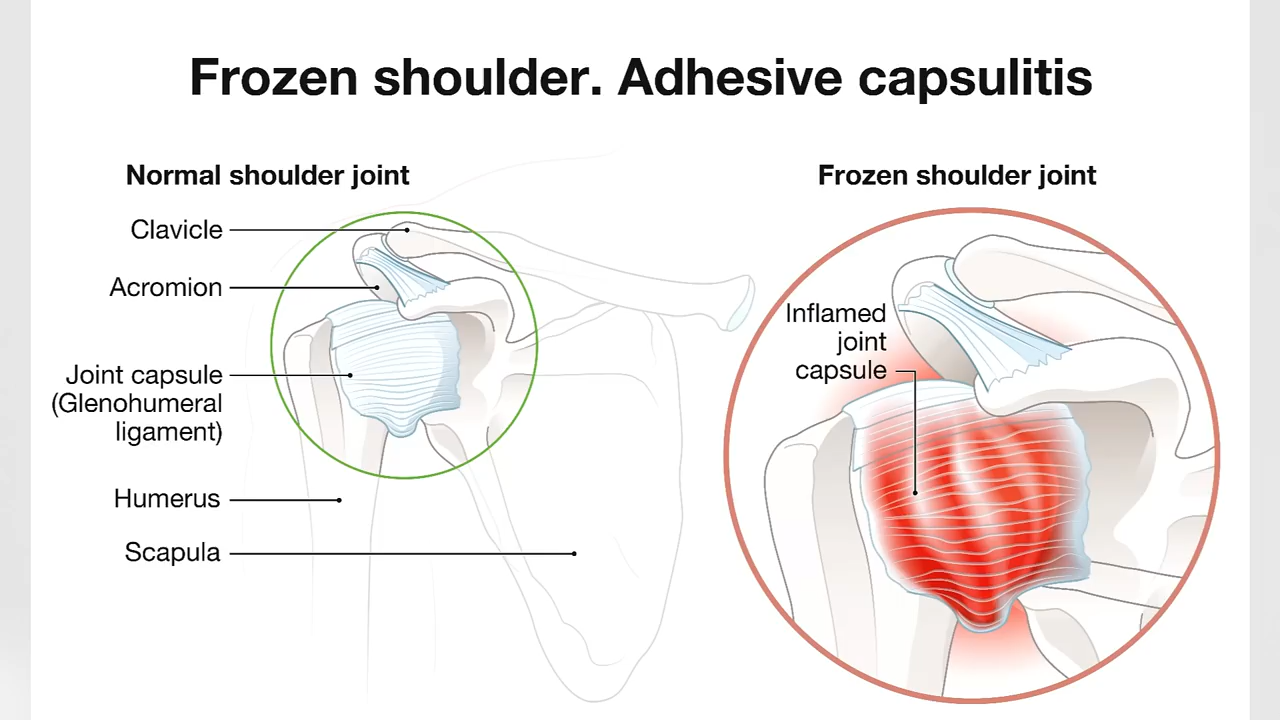 Frozen shoulder. Adhesive capsulitis
Normal shoulder joint
Clavicle
Acromion
Joint capsule
(Glenohumeral
ligament)
Humerus
Scapula
Frozen shoulder joint
Inflamed
joint
capsule